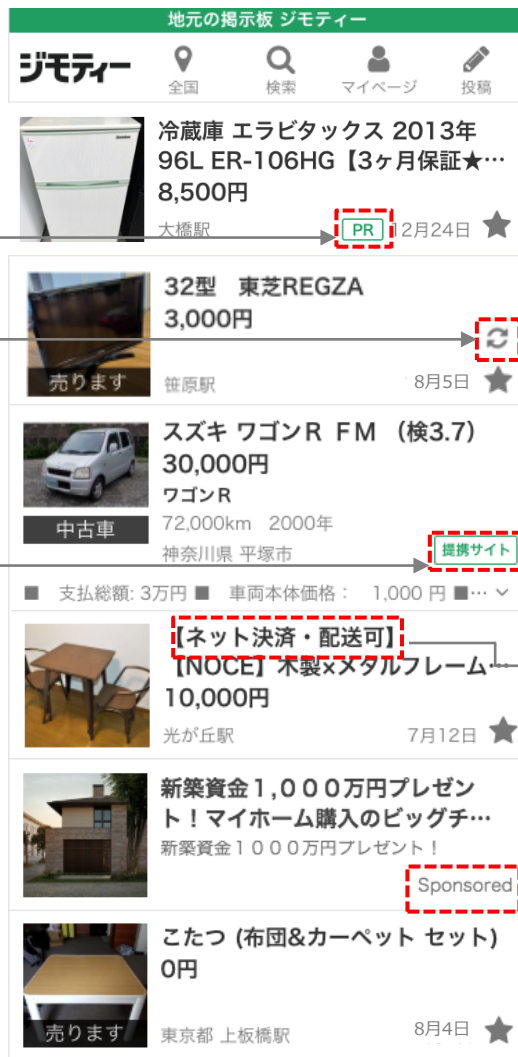 地元の掲示板 ジモティー
ジモティー
全国 検索 マイページ 投稿
冷蔵庫 エラビタックス 2013年
96L ER-106HG【3ヶ月保証★…
8,500円
大橋駅 PR 12月24日
32型 東芝REGZA
3,000円
売ります 笹原駅 8月5日
スズキ ワゴンR FM (検3.7)
30,000円
ワゴンR
中古車 72,000km 2000年
神奈川県 平塚市 提携サイト
■ 支払総額: 3万円 ■ 車両本体価格： 1,000 円 ■…
【ネット決済・配送可】
【NOCE】木製×メタルフレーム…
10,000円
光が丘駅 7月12日
新築資金１,０００万円プレゼン
ト！マイホーム購入のビッグチ…
新築資金１０００万円プレゼント！
Sponsored
こたつ (布団&カーペット セット)
0円
売ります 東京都 上板橋駅 8月4日